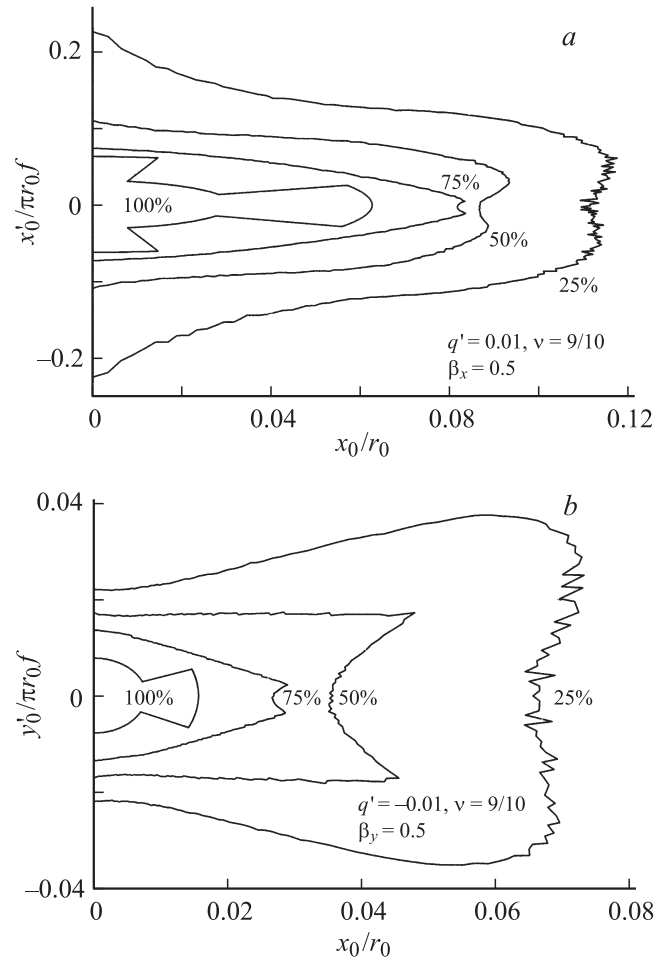 a
0.2
0
–0.2
x'₀/πr₀f
100%
75%
50%
25%
q' = 0.01, ν = 9/10
βₓ = 0.5
0 0.04 0.08 0.12
x₀/r₀
b
0.04
0
–0.04
y'₀/πr₀f
100% 75% 50% 25%
q' = –0.01, ν = 9/10
β_y = 0.5
0 0.02 0.04 0.06 0.08
x₀/r₀